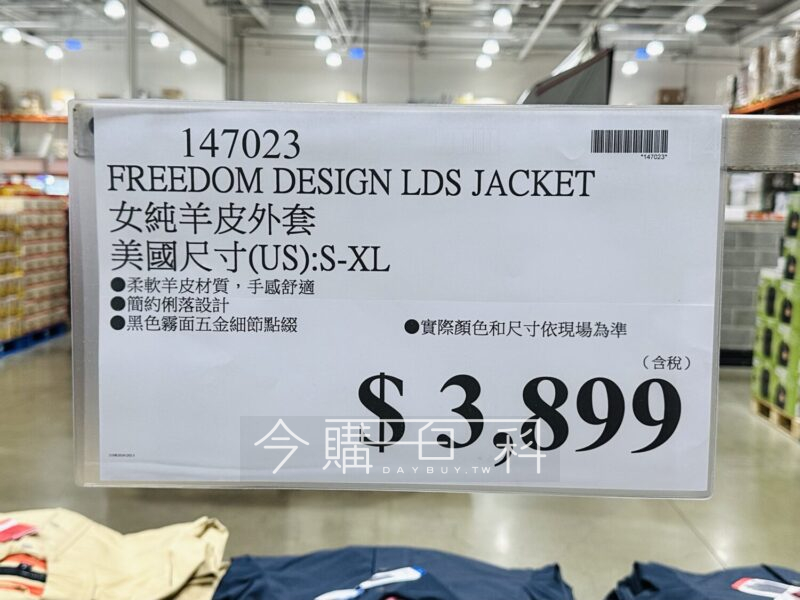 147023
*147023*
FREEDOM DESIGN LDS JACKET
女純羊皮外套
美國尺寸(US):S-XL
●柔軟羊皮材質，手感舒適
●簡約俐落設計
●黑色霧面五金細節點綴
●實際顏色和尺寸依現場為準
(含稅)
$ 3,899
今購百科
DAYBUY.TW